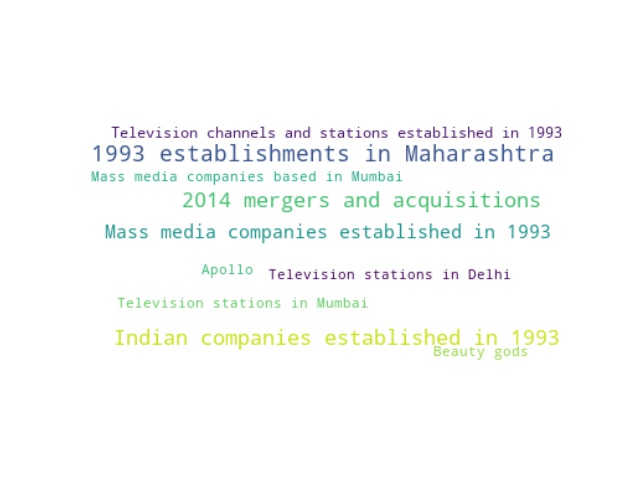 Television channels and stations established in 1993
1993 establishments in Maharashtra
Mass media companies based in Mumbai
2014 mergers and acquisitions
Mass media companies established in 1993
Apollo
Television stations in Delhi
Television stations in Mumbai
Indian companies established in 1993
Beauty gods